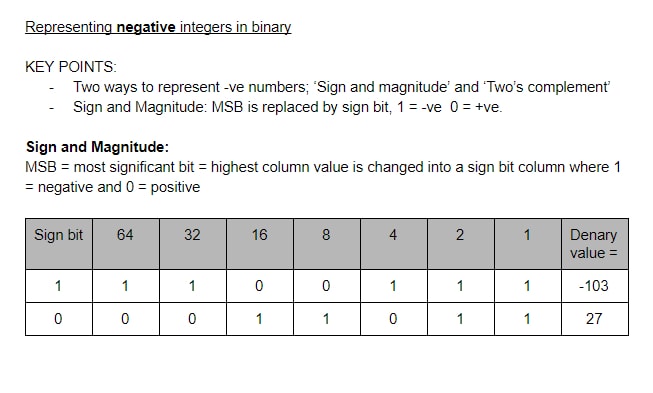 Representing negative integers in binary
KEY POINTS:
- Two ways to represent -ve numbers; 'Sign and magnitude' and 'Two's complement'
- Sign and Magnitude: MSB is replaced by sign bit, 1 = -ve 0 = +ve.
Sign and Magnitude:
MSB = most significant bit = highest column value is changed into a sign bit column where 1
= negative and 0 = positive
Sign bit 64 32 16 8 4 2 1 Denary
value =
1 1 1 0 0 1 1 1 -103
0 0 0 1 1 0 1 1 27